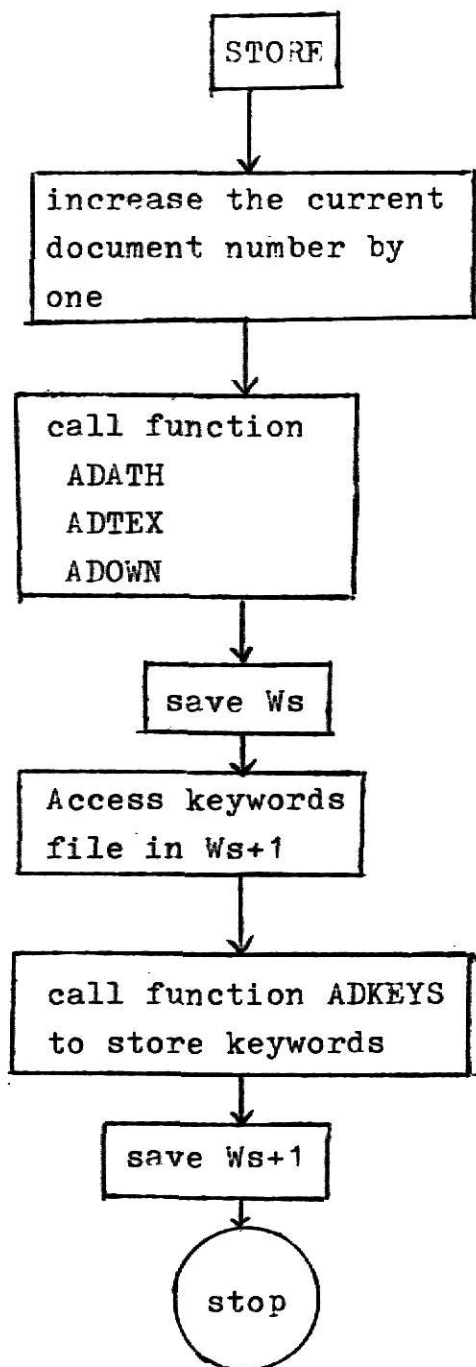 STORE
increase the current
document number by
one
call function
ADATH
ADTEX
ADOWN
save Ws
Access keywords
file in Ws+1
call function ADKEYS
to store keywords
save Ws+1
stop